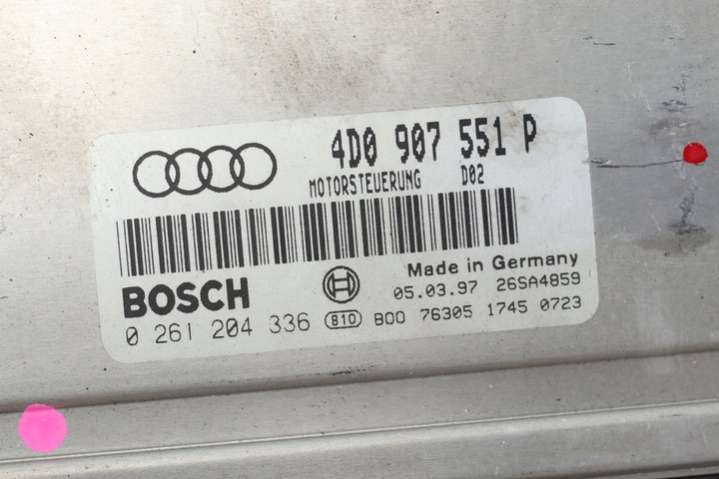 4D0 907 551 P
MOTORSTEUERUNG D02
Made in Germany
BOSCH 05.03.97 26SA4859
0 261 204 336 B10 B00 76305 1745 0723